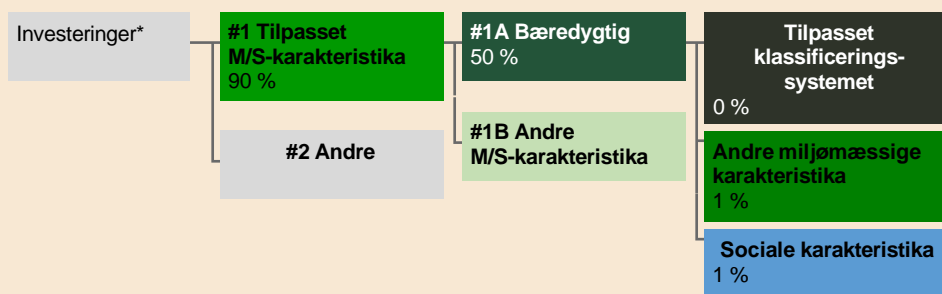 Investeringer*
#1 Tilpasset
M/S-karakteristika
90 %
#2 Andre
#1A Bæredygtig
50 %
#1B Andre
M/S-karakteristika
Tilpasset
klassificerings-
systemet
0 %
Andre miljømæssige
karakteristika
1 %
Sociale karakteristika
1 %